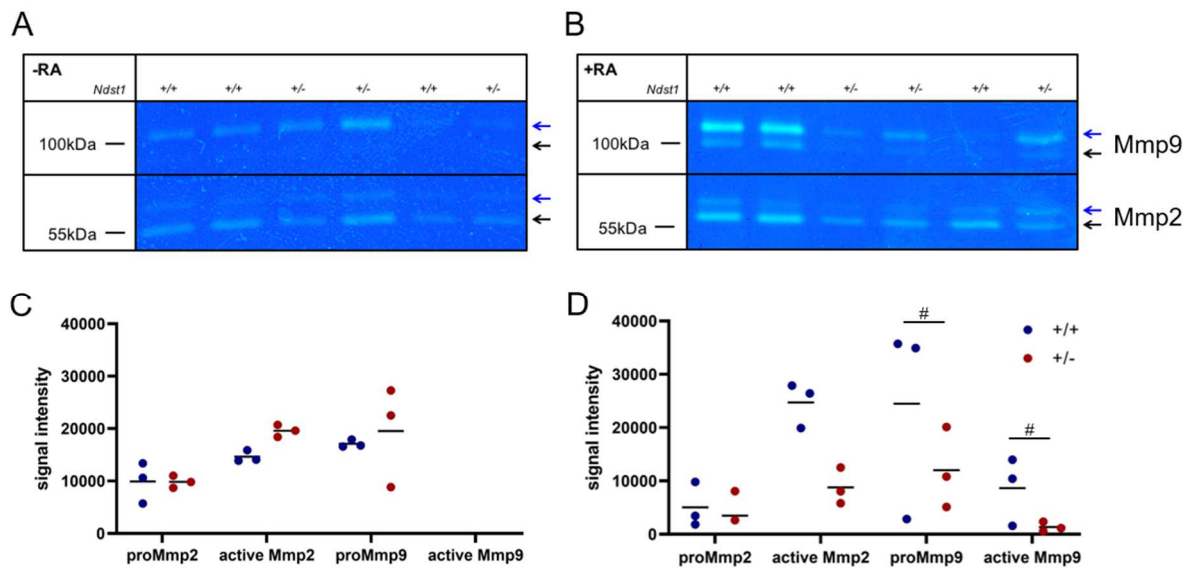 A
-RA
Ndst1 +/+ +/+ +/- +/- +/+ +/-
100kDa
55kDa
B
+RA
Ndst1 +/+ +/+ +/- +/- +/+ +/-
100kDa
Mmp9
55kDa
Mmp2
C
40000
30000
20000
10000
0
signal intensity
proMmp2 active Mmp2 proMmp9 active Mmp9
D
40000
30000
20000
10000
0
signal intensity
#
#
+/+
+/-
proMmp2 active Mmp2 proMmp9 active Mmp9